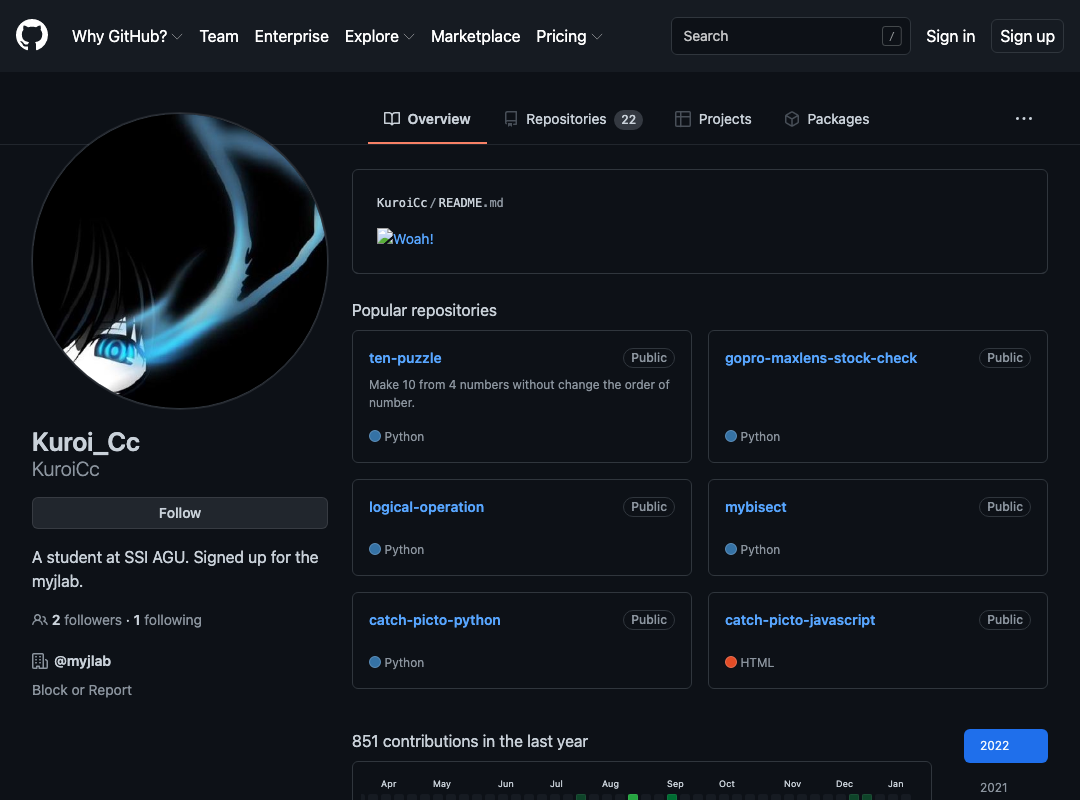 Why GitHub? Team Enterprise Explore Marketplace Pricing Search / Sign in Sign up
Overview Repositories 22 Projects Packages
KuroiCc/README.md
Woah!
Kuroi_Cc
KuroiCc
Follow
A student at SSI AGU. Signed up for the
myjlab.
2 followers · 1 following
@myjlab
Block or Report
Popular repositories
ten-puzzle Public
Make 10 from 4 numbers without change the order of
number.
Python
gopro-maxlens-stock-check Public
Python
logical-operation Public
Python
mybisect Public
Python
catch-picto-python Public
Python
catch-picto-javascript Public
HTML
851 contributions in the last year
Apr May Jun Jul Aug Sep Oct Nov Dec Jan
2022
2021